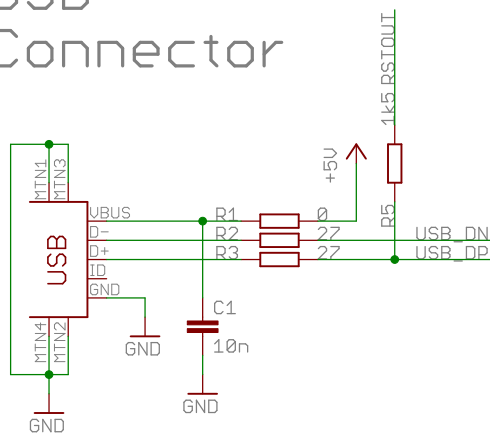 USB
Connector
1k5 RSTOUT
+5V
MTN1
MTN3
VBUS
R1 0
D-
R2 27 USB_DN
D+
R3 27 USB_DP
R5
USB
ID
GND
C1
10n
MTN4
MTN2
GND
GND
GND